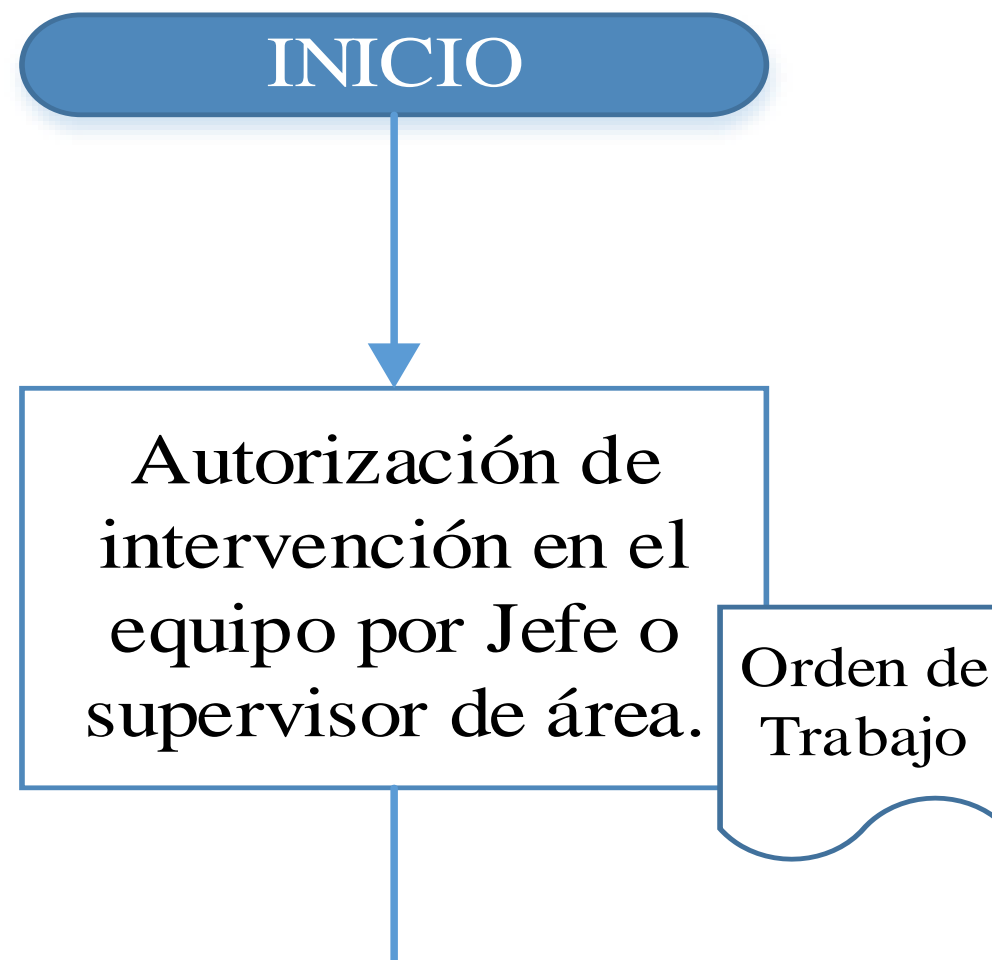 INICIO
Autorización de
intervención en el
equipo por Jefe o
supervisor de área.
Orden de
Trabajo